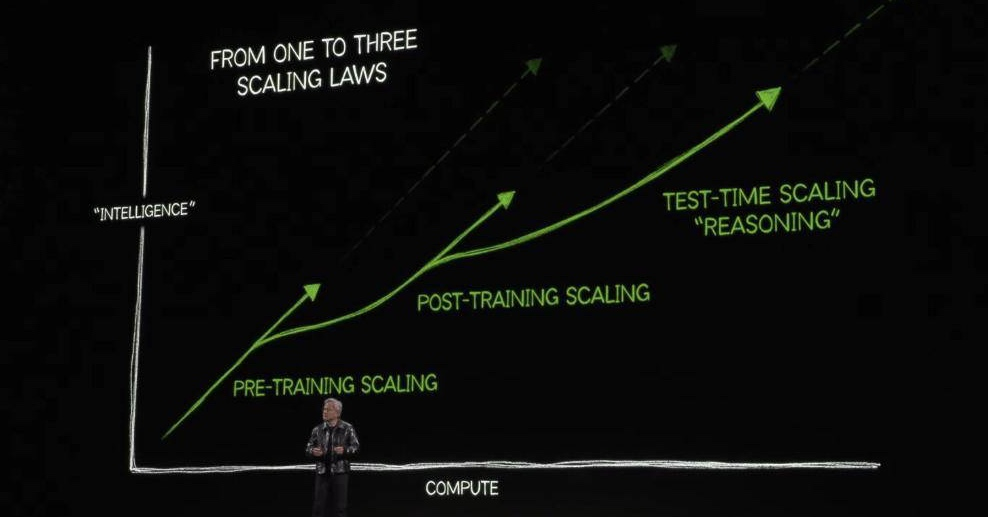 FROM ONE TO THREE
SCALING LAWS
"INTELLIGENCE"
TEST-TIME SCALING
"REASONING"
POST-TRAINING SCALING
PRE-TRAINING SCALING
COMPUTE